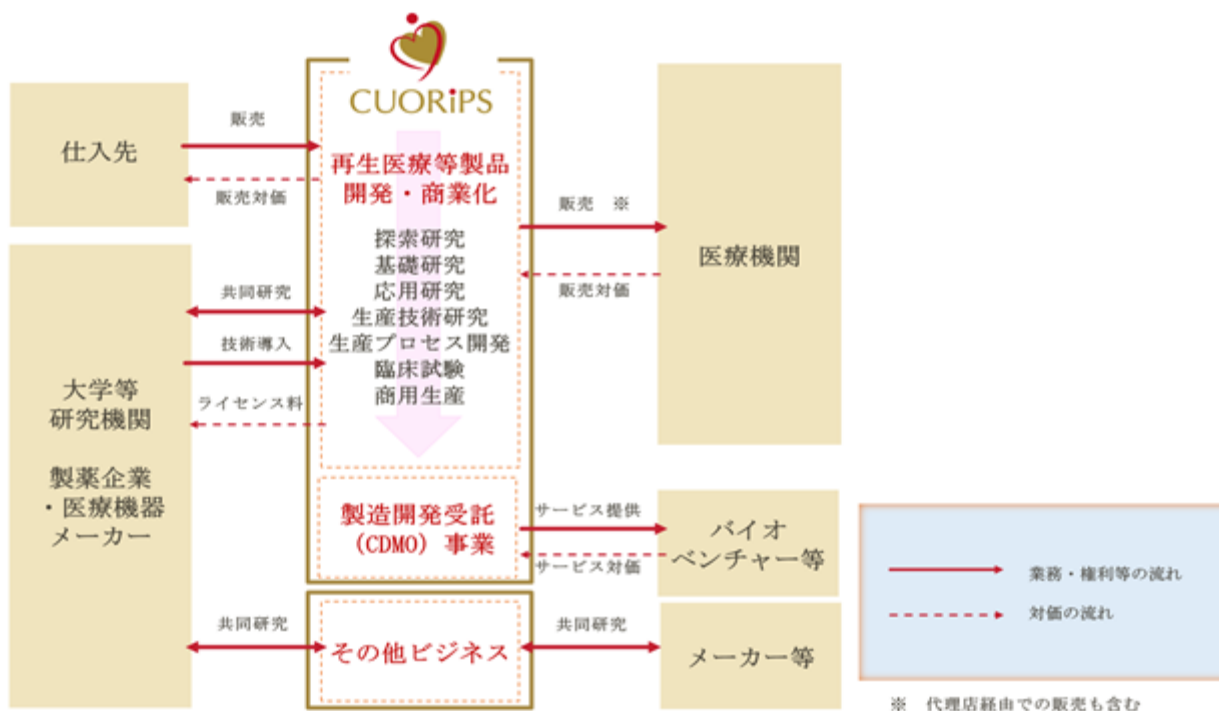 CUORiPS
仕入先
販売
販売対価
再生医療等製品
開発・商業化
探索研究
基礎研究
応用研究
生産技術研究
生産プロセス開発
臨床試験
商用生産
販売 ※
販売対価
医療機関
共同研究
技術導入
ライセンス料
大学等
研究機関
製薬企業
・医療機器
メーカー
製造開発受託
(CDMO) 事業
サービス提供
サービス対価
バイオ
ベンチャー等
共同研究
その他ビジネス
共同研究
メーカー等
業務・権利等の流れ
対価の流れ
※ 代理店経由での販売も含む